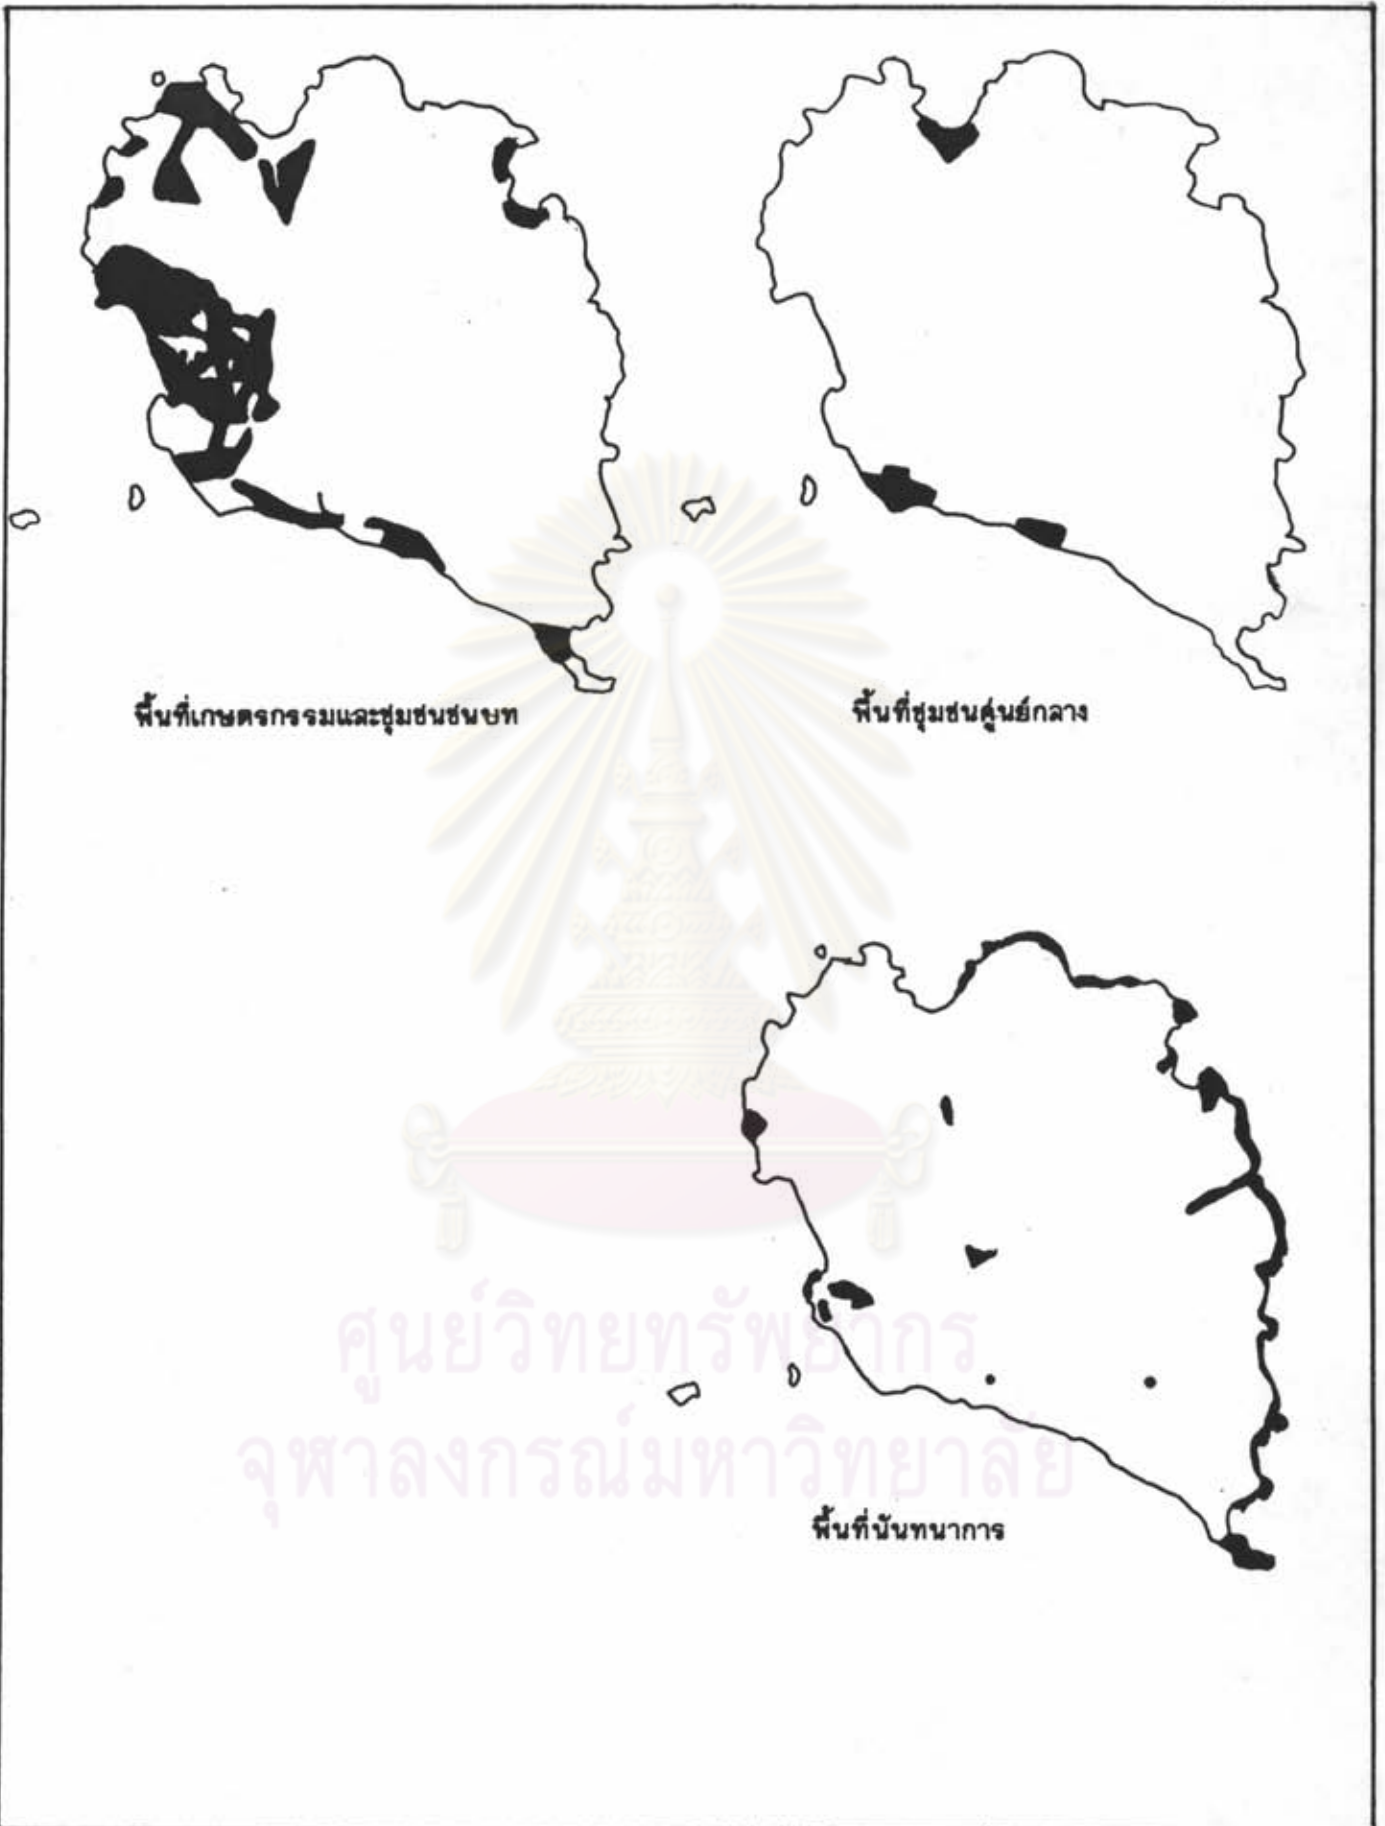 พื้นที่เกษตรกรรมและชุมชนชนบท
พื้นที่ชุมชนศูนย์กลาง
ศูนย์วิทยทรัพยากร
จุฬาลงกรณ์มหาวิทยาลัย
พื้นที่นันทนาการ